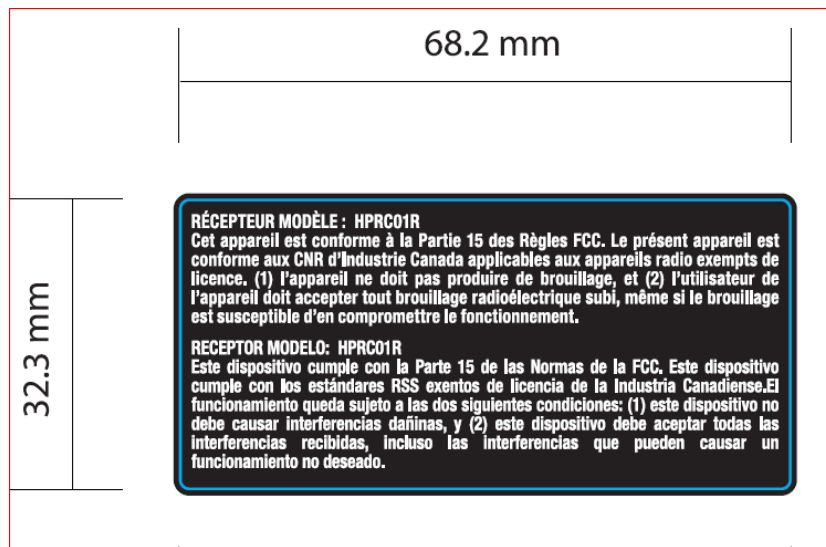 68.2 mm
32.3 mm
RÉCEPTEUR MODÈLE : HPRC01R
Cet appareil est conforme à la Partie 15 des Règles FCC. Le présent appareil est
conforme aux CNR d'Industrie Canada applicables aux appareils radio exempts de
licence. (1) l'appareil ne doit pas produire de brouillage, et (2) l'utilisateur de
l'appareil doit accepter tout brouillage radioélectrique subi, même si le brouillage
est susceptible d'en compromettre le fonctionnement.
RECEPTOR MODELO: HPRC01R
Este dispositivo cumple con la Parte 15 de las Normas de la FCC. Este dispositivo
cumple con los estándares RSS exentos de licencia de la Industria Canadiense.El
funcionamiento queda sujeto a las dos siguientes condiciones: (1) este dispositivo no
debe causar interferencias dañinas, y (2) este dispositivo debe aceptar todas las
interferencias recibidas, incluso las interferencias que pueden causar un
funcionamiento no deseado.